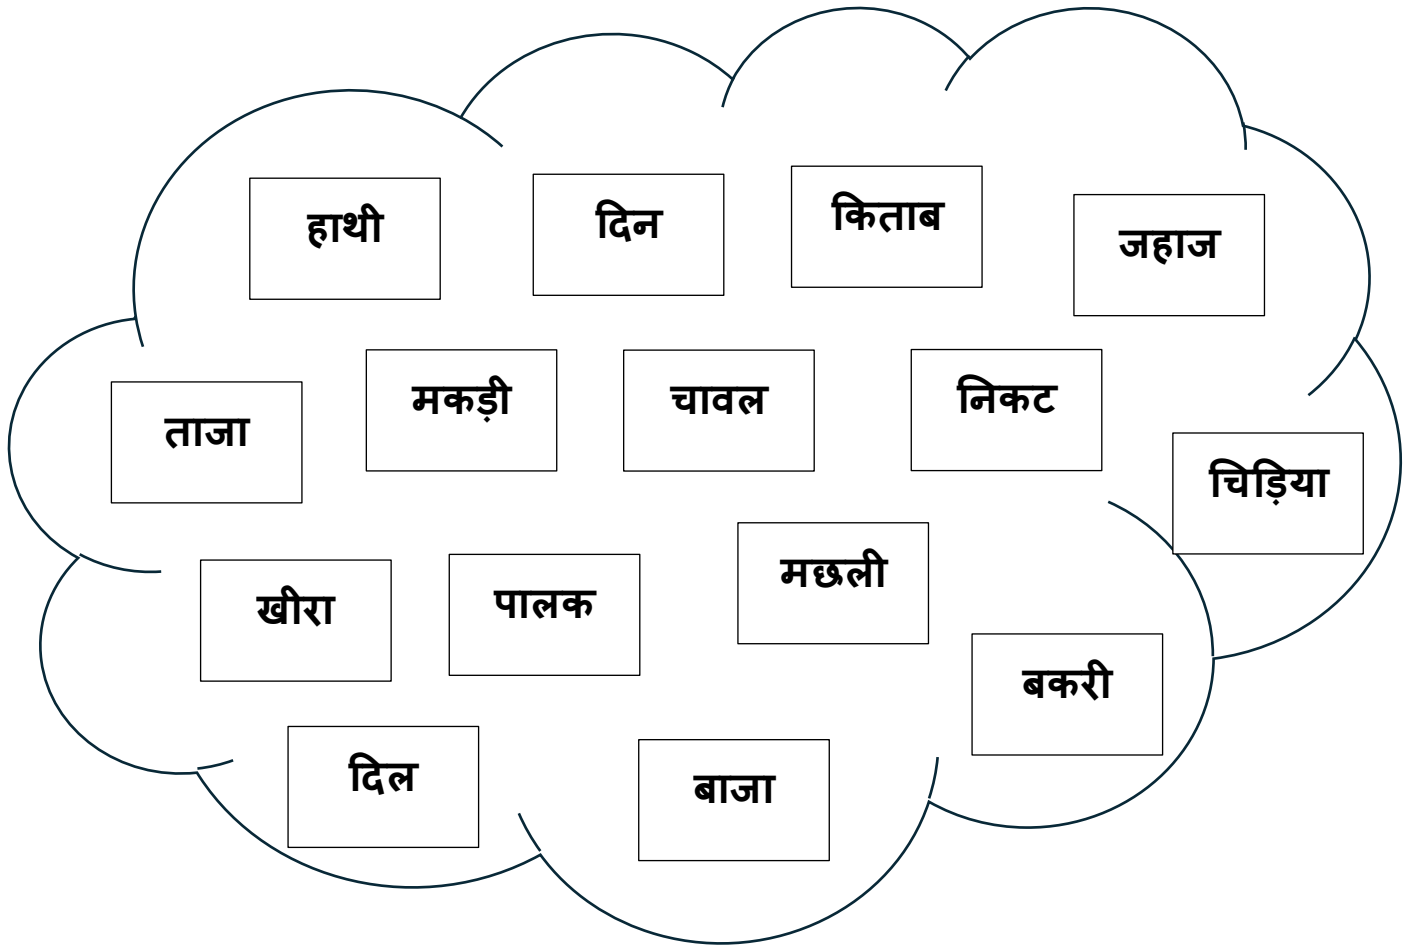 हाथी
दिन
किताब
जहाज
ताजा
मकड़ी
चावल
निकट
चिड़िया
खीरा
पालक
मछली
बकरी
दिल
बाजा